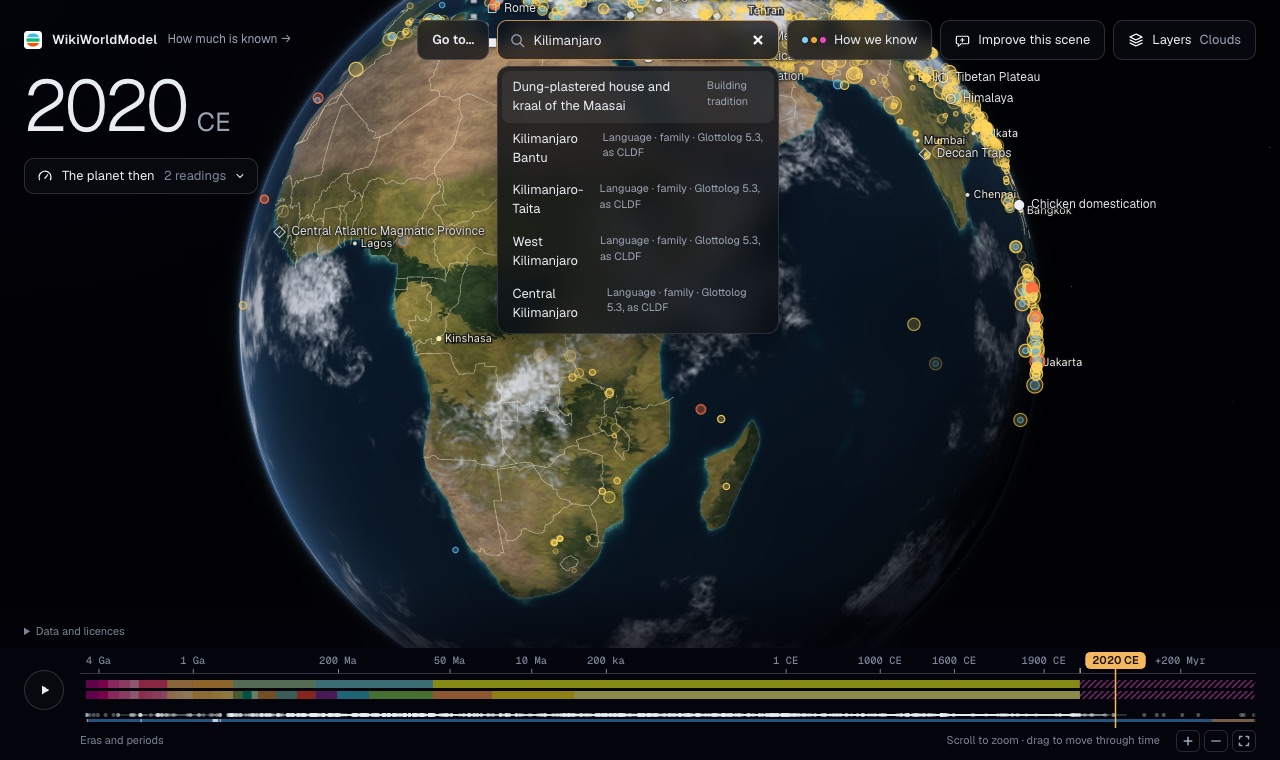 Rome
Tehran
WikiWorldModel
How much is known →
Go to...
Kilimanjaro
How we know
Improve this scene
Layers Clouds
2020 CE
The planet then 2 readings
Dung-plastered house and
kraal of the Maasai
Building
tradition
Kilimanjaro
Bantu
Language · family · Glottolog 5.3,
as CLDF
Kilimanjaro-
Taita
Language · family · Glottolog 5.3,
as CLDF
West
Kilimanjaro
Language · family · Glottolog 5.3,
as CLDF
Central
Kilimanjaro
Language · family · Glottolog
5.3, as CLDF
Tibetan Plateau
Himalaya
Mumbai
Deccan Traps
Chennai
Chicken domestication
Bangkok
Central Atlantic Magmatic Province
Lagos
Kinshasa
Jakarta
Data and licences
4 Ga
1 Ga
200 Ma
50 Ma
10 Ma
200 ka
1 CE
1000 CE
1600 CE
1900 CE
2020 CE
+200 Myr
Eras and periods
Scroll to zoom · drag to move through time